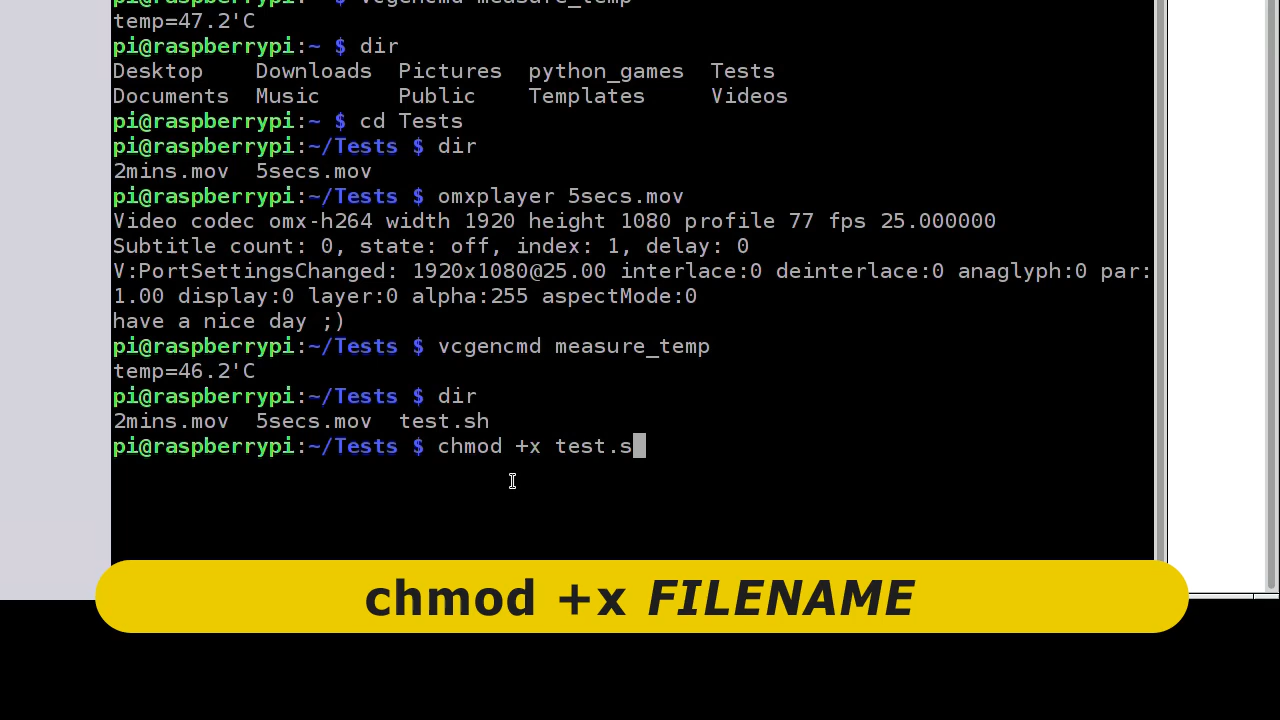 pi@raspberrypi:~ $ vcgencmd measure_temp
temp=47.2'C
pi@raspberrypi:~ $ dir
Desktop    Downloads  Pictures  python_games  Tests
Documents  Music      Public    Templates     Videos
pi@raspberrypi:~ $ cd Tests
pi@raspberrypi:~/Tests $ dir
2mins.mov  5secs.mov
pi@raspberrypi:~/Tests $ omxplayer 5secs.mov
Video codec omx-h264 width 1920 height 1080 profile 77 fps 25.000000
Subtitle count: 0, state: off, index: 1, delay: 0
V:PortSettingsChanged: 1920x1080@25.00 interlace:0 deinterlace:0 anaglyph:0 par:
1.00 display:0 layer:0 alpha:255 aspectMode:0
have a nice day ;)
pi@raspberrypi:~/Tests $ vcgencmd measure_temp
temp=46.2'C
pi@raspberrypi:~/Tests $ dir
2mins.mov  5secs.mov  test.sh
pi@raspberrypi:~/Tests $ chmod +x test.s
chmod +x FILENAME